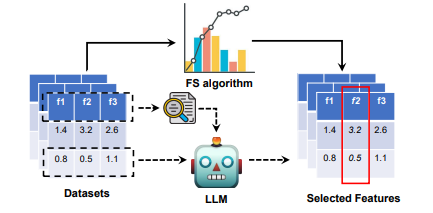 FS algorithm
f1 f2 f3
1.4 3.2 2.6
0.8 0.5 1.1
Datasets
LLM
f1 f2 f3
1.4 3.2 2.6
0.8 0.5 1.1
Selected Features